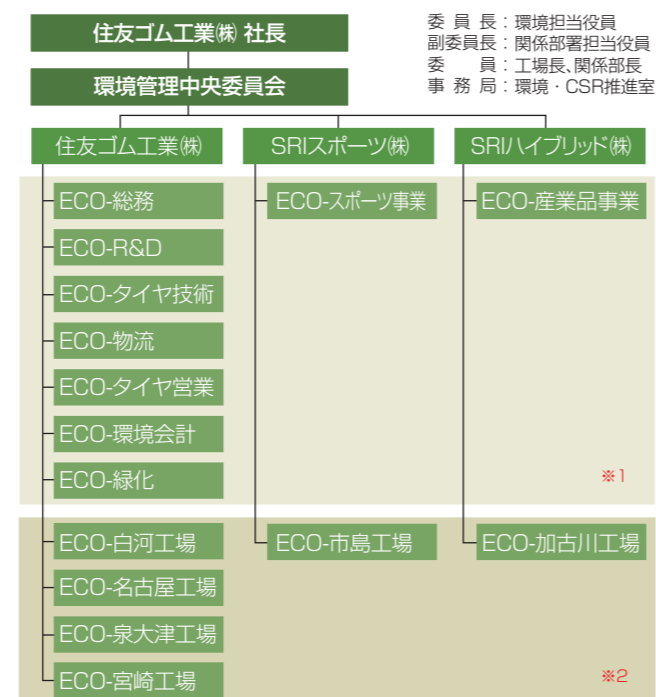 住友ゴム工業㈱ 社長
環境管理中央委員会
委員長：環境担当役員
副委員長：関係部署担当役員
委員：工場長、関係部長
事務局：環境・CSR推進室
住友ゴム工業㈱
SRIスポーツ㈱
SRIハイブリッド㈱
ECO-総務
ECO-スポーツ事業
ECO-産業品事業
ECO-R&D
ECO-タイヤ技術
ECO-物流
ECO-タイヤ営業
ECO-環境会計
ECO-緑化
※1
ECO-白河工場
ECO-市島工場
ECO-加古川工場
ECO-名古屋工場
ECO-泉大津工場
ECO-宮崎工場
※2